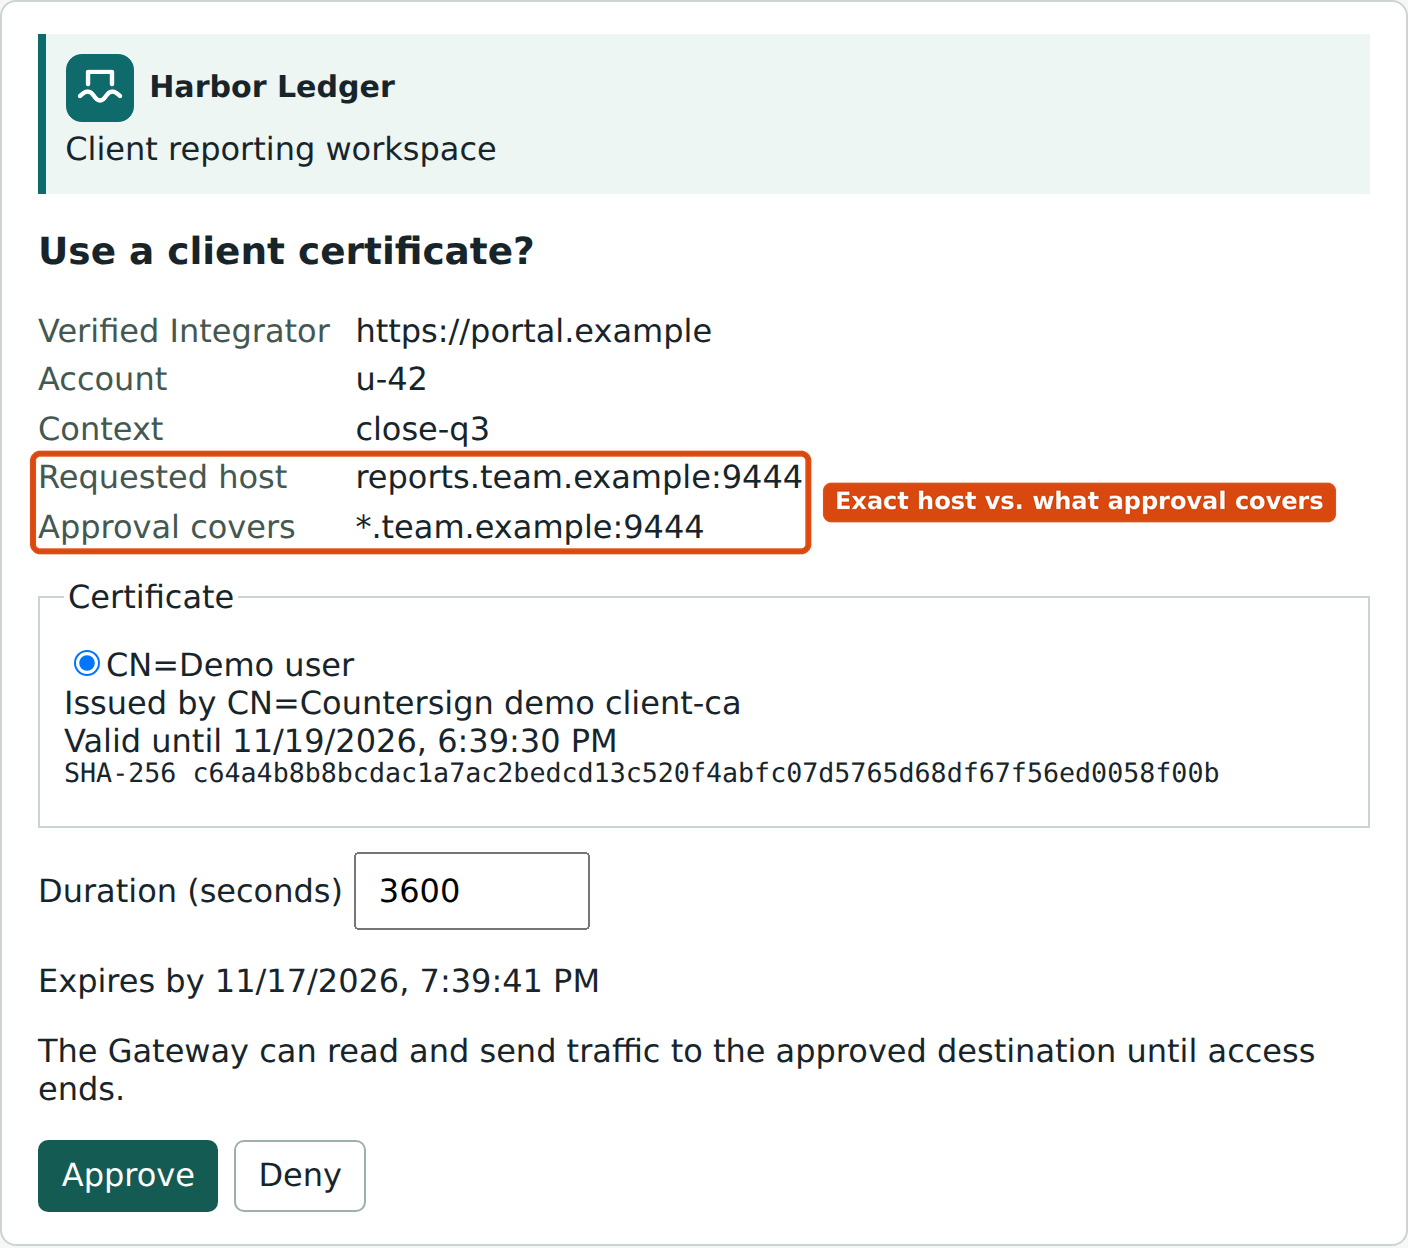 Harbor Ledger
Client reporting workspace
Use a client certificate?
Verified Integrator https://portal.example
Account u-42
Context close-q3
Requested host reports.team.example:9444
Approval covers *.team.example:9444
Exact host vs. what approval covers
Certificate
CN=Demo user
Issued by CN=Countersign demo client-ca
Valid until 11/19/2026, 6:39:30 PM
SHA-256 c64a4b8b8bcdac1a7ac2bedcd13c520f4abfc07d5765d68df67f56ed0058f00b
Duration (seconds) 3600
Expires by 11/17/2026, 7:39:41 PM
The Gateway can read and send traffic to the approved destination until access
ends.
Approve Deny